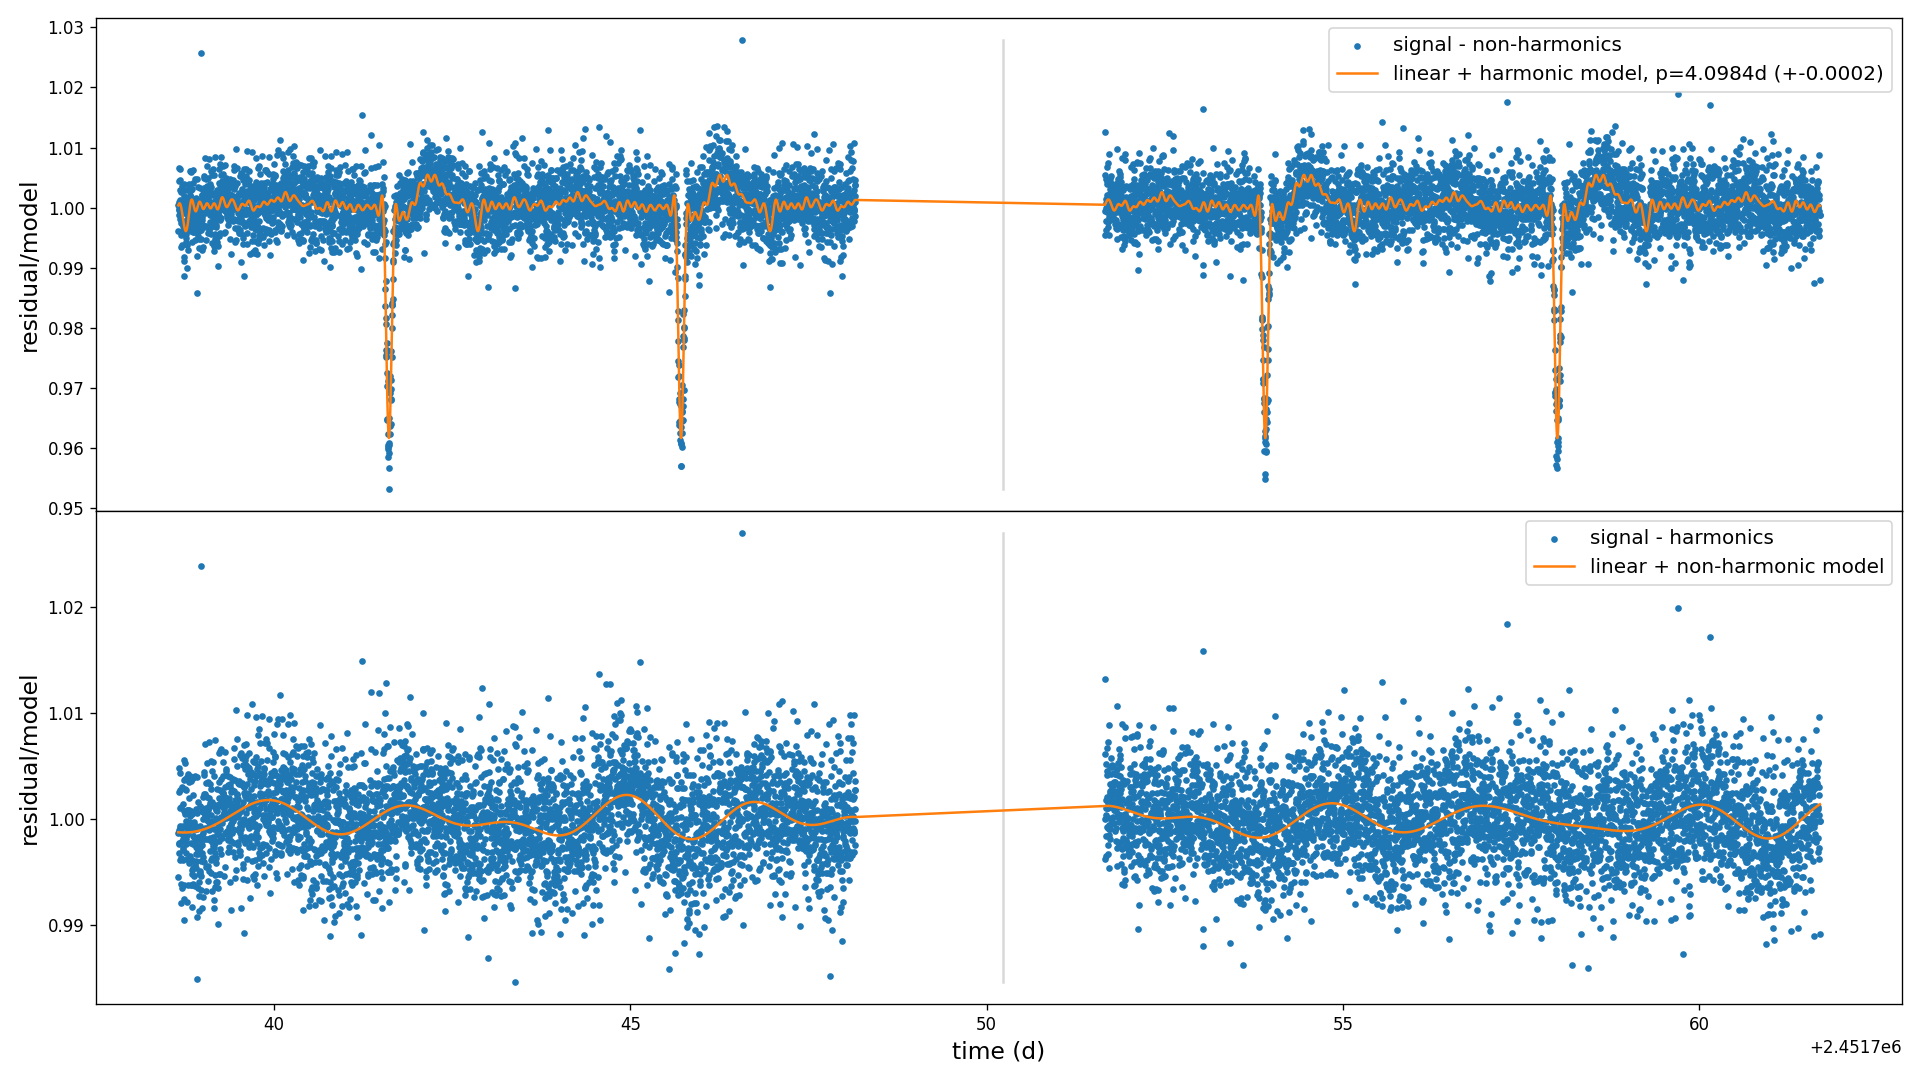 1.03
1.02
1.01
1.00
0.99
0.98
0.97
0.96
0.95
residual/model
signal - non-harmonics
linear + harmonic model, p=4.0984d (+-0.0002)
1.02
1.01
1.00
0.99
residual/model
signal - harmonics
linear + non-harmonic model
40
45
50
55
60
time (d)
+2.4517e6